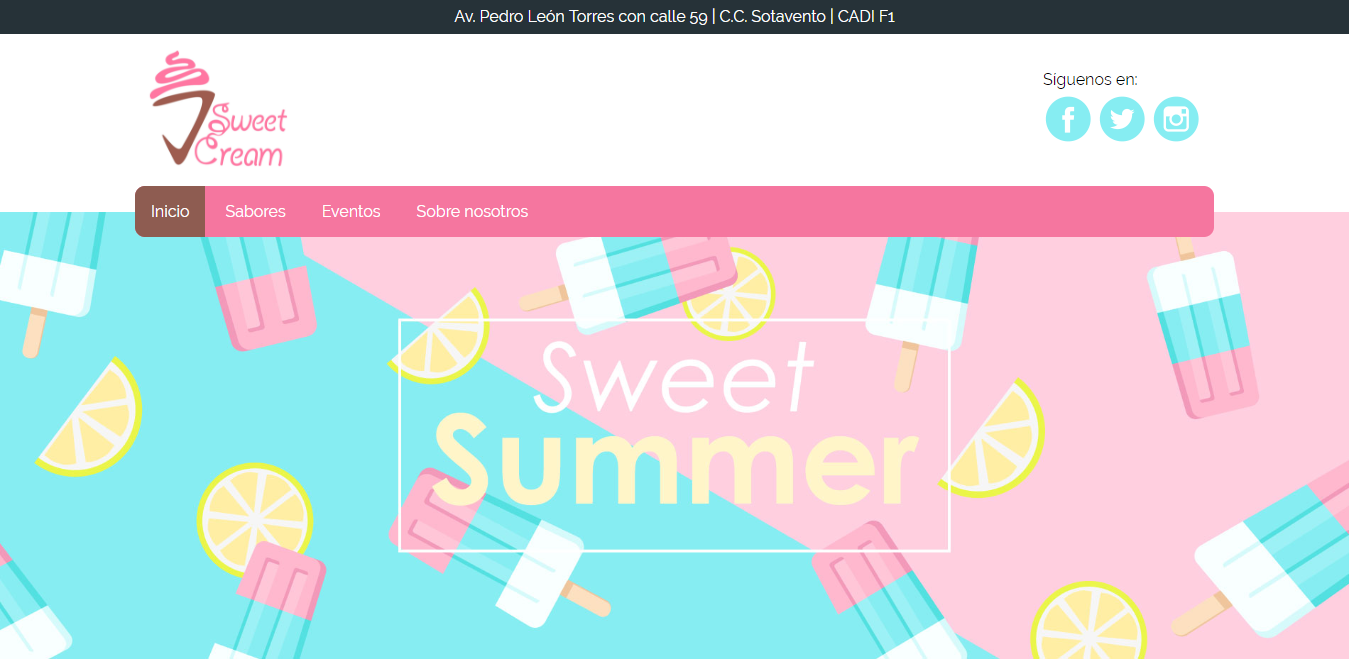 Av. Pedro León Torres con calle 59 | C.C. Sotavento | CADI F1
Sweet
Cream
Síguenos en:
Inicio Sabores Eventos Sobre nosotros
Sweet
Summer